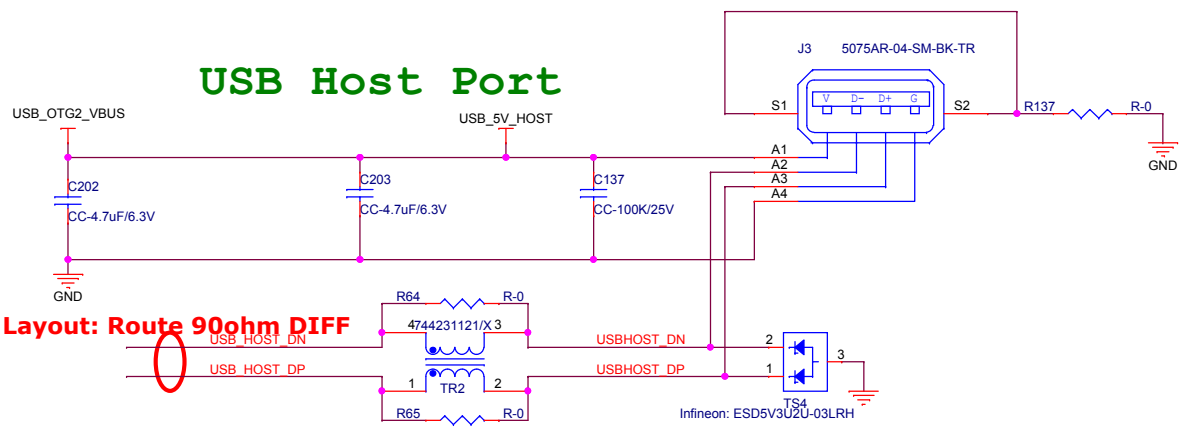 USB Host Port
J3 5075AR-04-SM-BK-TR
V D- D+ G
S1 S2 R137 R-0
GND
USB_OTG2_VBUS
USB_5V_HOST
A1
A2
A3
A4
C202
CC-4.7uF/6.3V
C203
CC-4.7uF/6.3V
C137
CC-100K/25V
GND
Layout: Route 90ohm DIFF
R64 R-0
4 744231121/X 3
USB_HOST_DN USBHOST_DN 2
3
USB_HOST_DP USBHOST_DP 1
1 TR2 2
R65 R-0
TS4
Infineon: ESD5V3U2U-03LRH